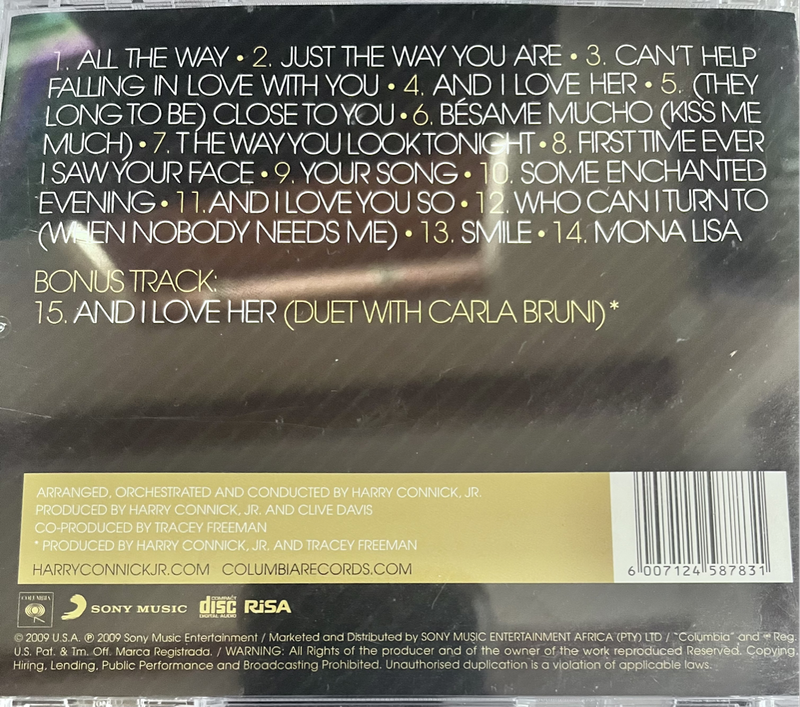 1. ALL THE WAY • 2. JUST THE WAY YOU ARE • 3. CAN'T HELP
FALLING IN LOVE WITH YOU • 4. AND I LOVE HER • 5. (THEY
LONG TO BE) CLOSE TO YOU • 6. BÉSAME MUCHO (KISS ME
MUCH) • 7. THE WAY YOU LOOK TONIGHT • 8. FIRST TIME EVER
I SAW YOUR FACE • 9. YOUR SONG • 10. SOME ENCHANTED
EVENING • 11. AND I LOVE YOU SO • 12. WHO CAN I TURN TO
(WHEN NOBODY NEEDS ME) • 13. SMILE • 14. MONA LISA
BONUS TRACK:
15. AND I LOVE HER (DUET WITH CARLA BRUNI)*
ARRANGED, ORCHESTRATED AND CONDUCTED BY HARRY CONNICK, JR.
PRODUCED BY HARRY CONNICK, JR. AND CLIVE DAVIS
CO-PRODUCED BY TRACEY FREEMAN
* PRODUCED BY HARRY CONNICK, JR. AND TRACEY FREEMAN
HARRYCONNICKJR.COM COLUMBIARECORDS.COM
6 007124 587831
COLUMBIA SONY MUSIC COMPACT disc DIGITAL AUDIO RiSA
© 2009 U.S.A. ℗ 2009 Sony Music Entertainment / Marketed and Distributed by SONY MUSIC ENTERTAINMENT AFRICA (PTY) LTD / "Columbia" and Reg.
U.S. Pat. & Tm. Off. Marca Registrada. / WARNING: All Rights of the producer and of the owner of the work reproduced Reserved. Copying,
Hiring, Lending, Public Performance and Broadcasting Prohibited. Unauthorised duplication is a violation of applicable laws.